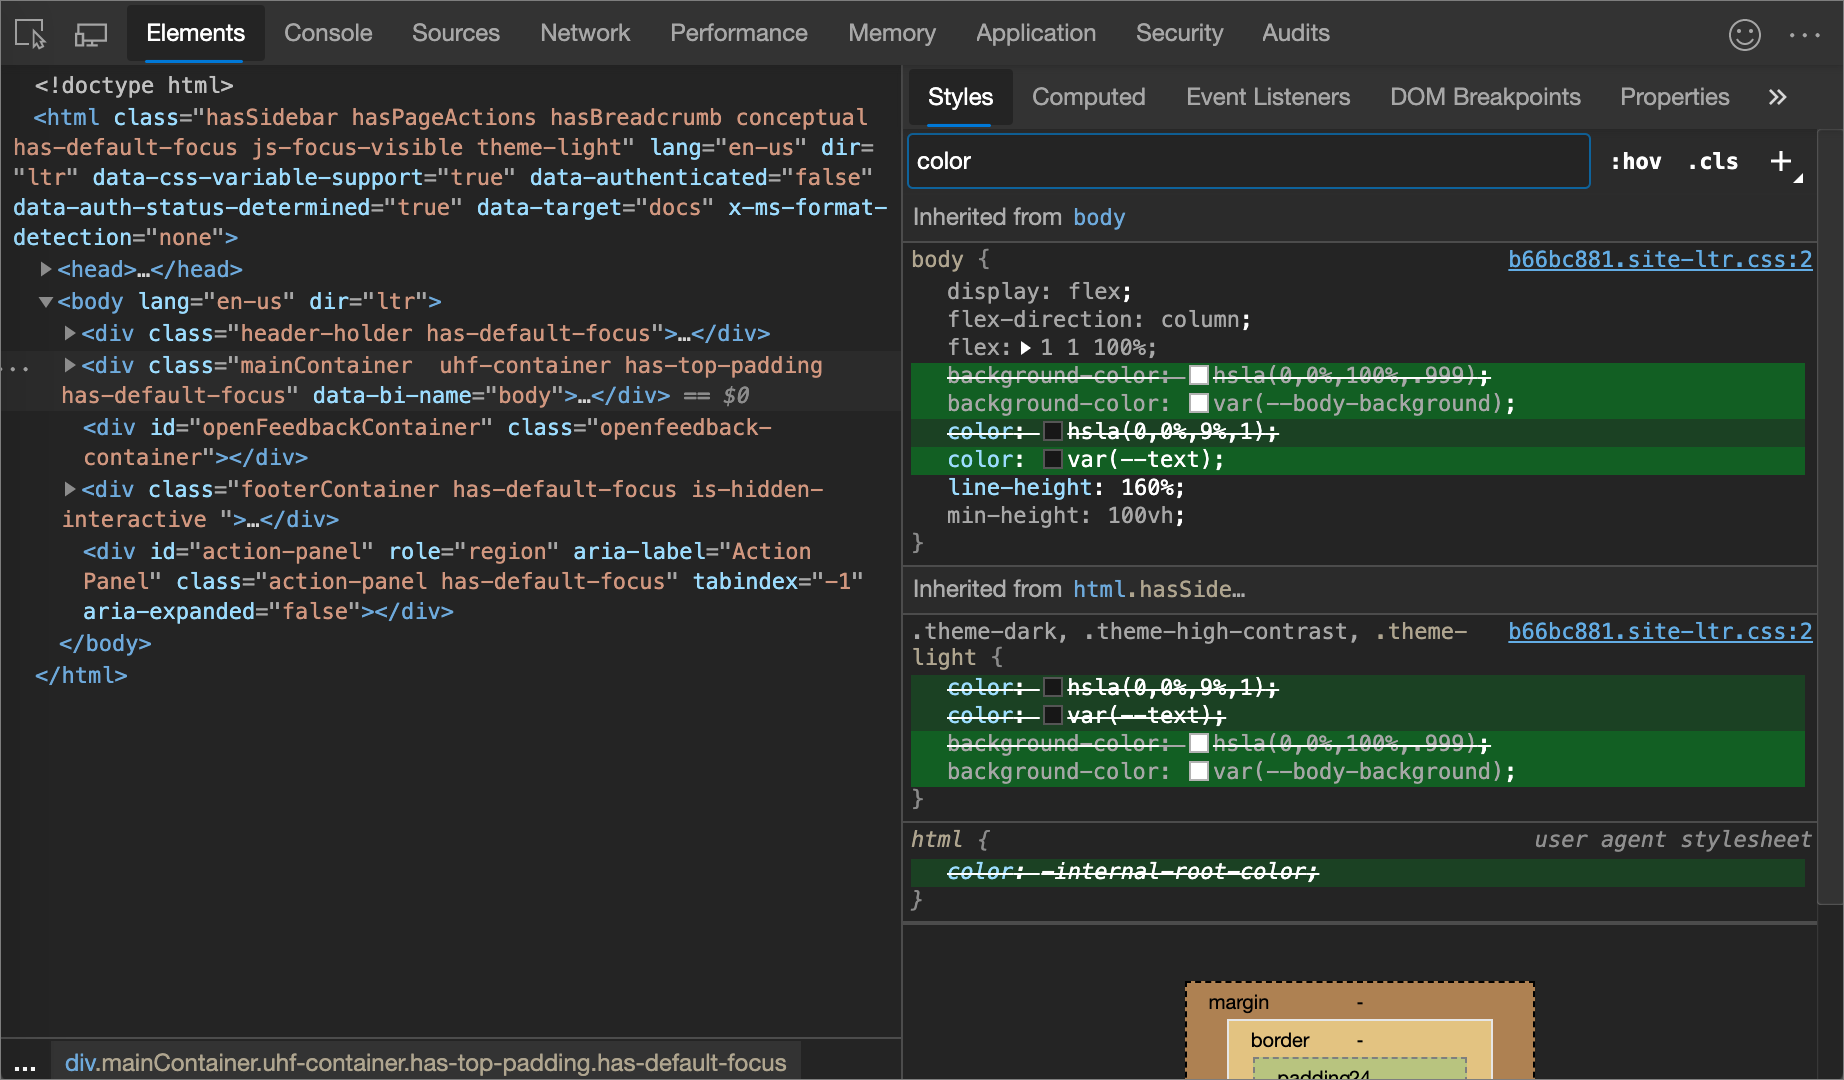 Elements Console Sources Network Performance Memory Application Security Audits
<!doctype html>
<html class="hasSidebar hasPageActions hasBreadcrumb conceptual
has-default-focus js-focus-visible theme-light" lang="en-us" dir=
"ltr" data-css-variable-support="true" data-authenticated="false"
data-auth-status-determined="true" data-target="docs" x-ms-format-
detection="none">
<head>…</head>
<body lang="en-us" dir="ltr">
<div class="header-holder has-default-focus">…</div>
<div class="mainContainer  uhf-container has-top-padding
has-default-focus" data-bi-name="body">…</div> == $0
<div id="openFeedbackContainer" class="openfeedback-
container"></div>
<div class="footerContainer has-default-focus is-hidden-
interactive ">…</div>
<div id="action-panel" role="region" aria-label="Action
Panel" class="action-panel has-default-focus" tabindex="-1"
aria-expanded="false"></div>
</body>
</html>
... div.mainContainer.uhf-container.has-top-padding.has-default-focus
Styles Computed Event Listeners DOM Breakpoints Properties »
color :hov .cls +
Inherited from body
body { b66bc881.site-ltr.css:2
display: flex;
flex-direction: column;
flex: 1 1 100%;
background-color: hsla(0,0%,100%,.999);
background-color: var(--body-background);
color: hsla(0,0%,9%,1);
color: var(--text);
line-height: 160%;
min-height: 100vh;
}
Inherited from html.hasSide…
.theme-dark, .theme-high-contrast, .theme- b66bc881.site-ltr.css:2
light {
color: hsla(0,0%,9%,1);
color: var(--text);
background-color: hsla(0,0%,100%,.999);
background-color: var(--body-background);
}
html { user agent stylesheet
color: -internal-root-color;
}
margin -
border -
padding24